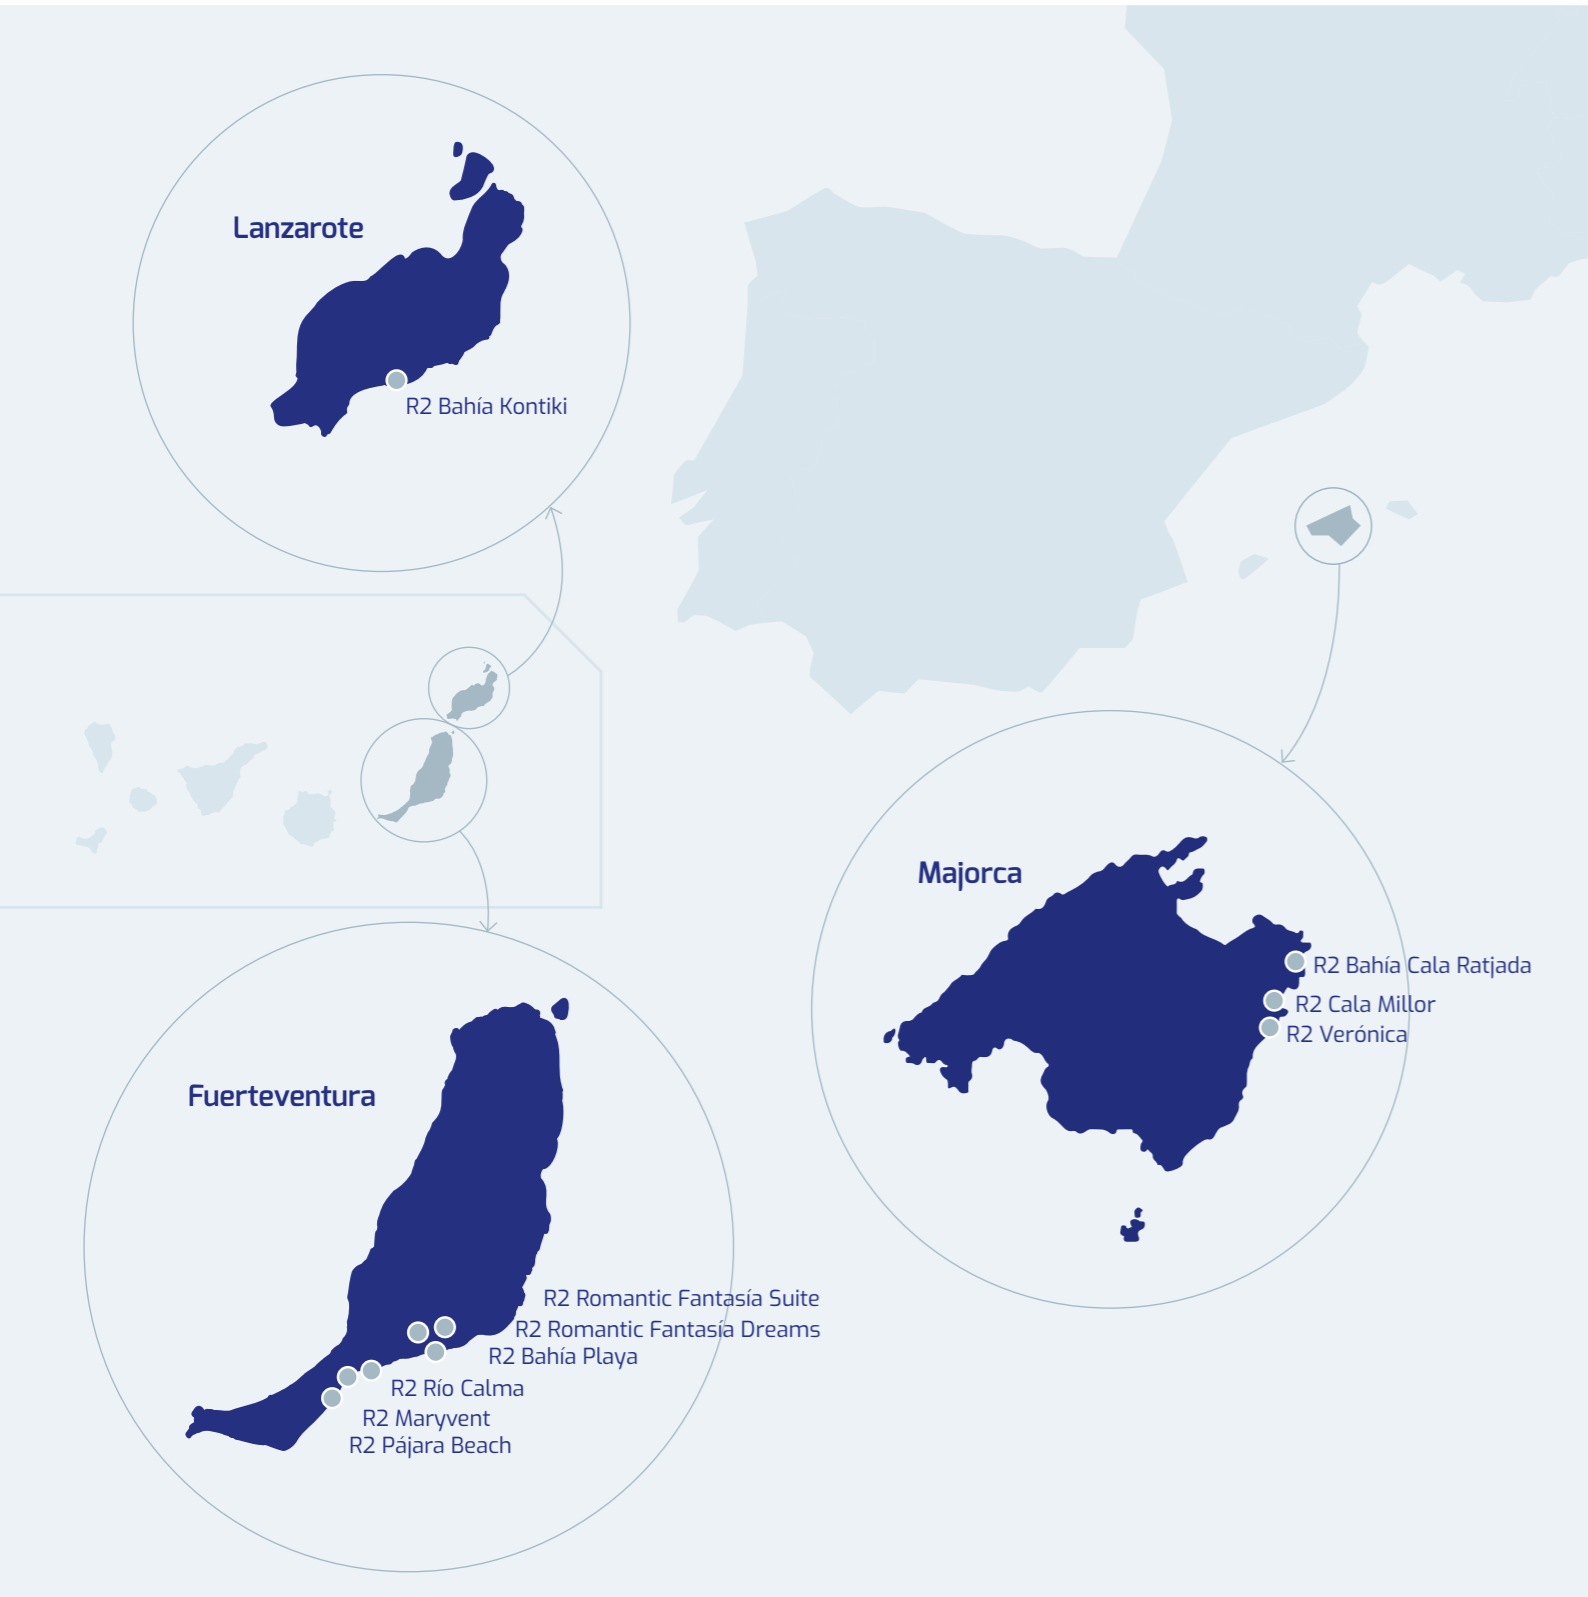 Lanzarote
R2 Bahía Kontiki
Majorca
R2 Bahía Cala Ratjada
R2 Cala Millor
R2 Verónica
Fuerteventura
R2 Romantic Fantasía Suite
R2 Romantic Fantasía Dreams
R2 Bahía Playa
R2 Río Calma
R2 Maryvent
R2 Pájara Beach